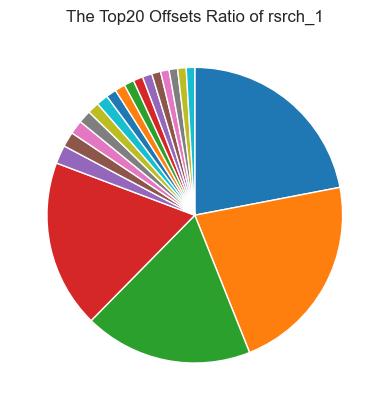 The Top20 Offsets Ratio of rsrch_1